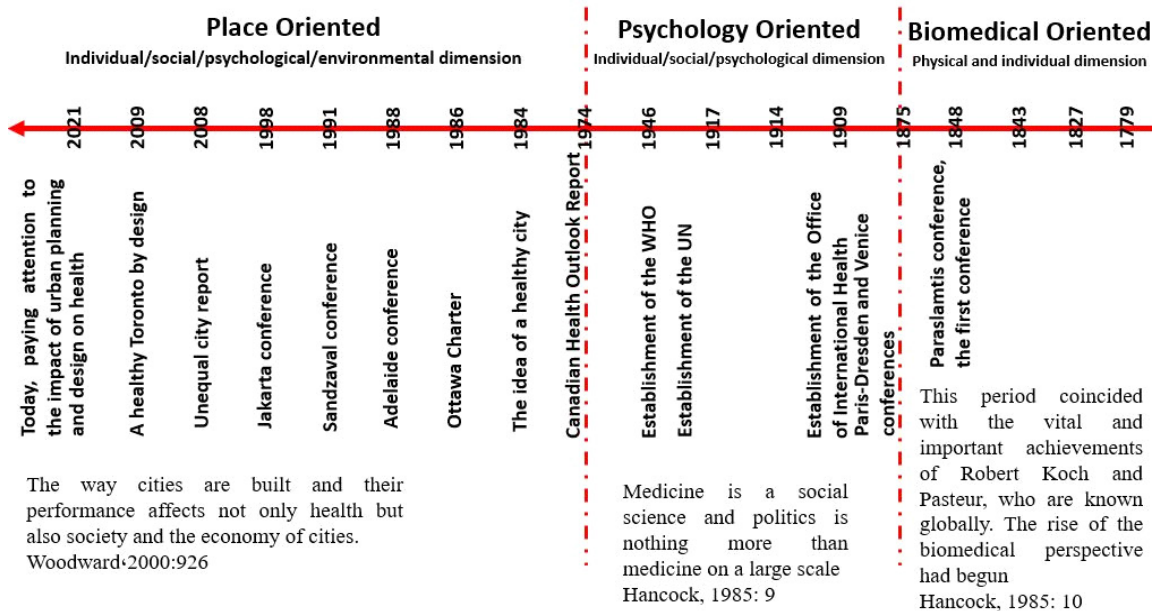 Place Oriented
Individual/social/psychological/environmental dimension
Psychology Oriented
Individual/social/psychological dimension
Biomedical Oriented
Physical and individual dimension
2021
2009
2008
1998
1991
1988
1986
1984
1974
1946
1917
1914
1909
1875
1848
1843
1827
1779
Today, paying attention to
the impact of urban planning
and design on health
A healthy Toronto by design
Unequal city report
Jakarta conference
Sandzaval conference
Adelaide conference
Ottawa Charter
The idea of a healthy city
Canadian Health Outlook Report
Establishment of the WHO
Establishment of the UN
Establishment of the Office
of International Health
Paris-Dresden and Venice
conferences
Paraslamtis conference,
the first conference
The way cities are built and their
performance affects not only health but
also society and the economy of cities.
Woodward،2000:926
Medicine is a social
science and politics is
nothing more than
medicine on a large scale
Hancock, 1985: 9
This period coincided
with the vital and
important achievements
of Robert Koch and
Pasteur, who are known
globally. The rise of the
biomedical perspective
had begun
Hancock, 1985: 10